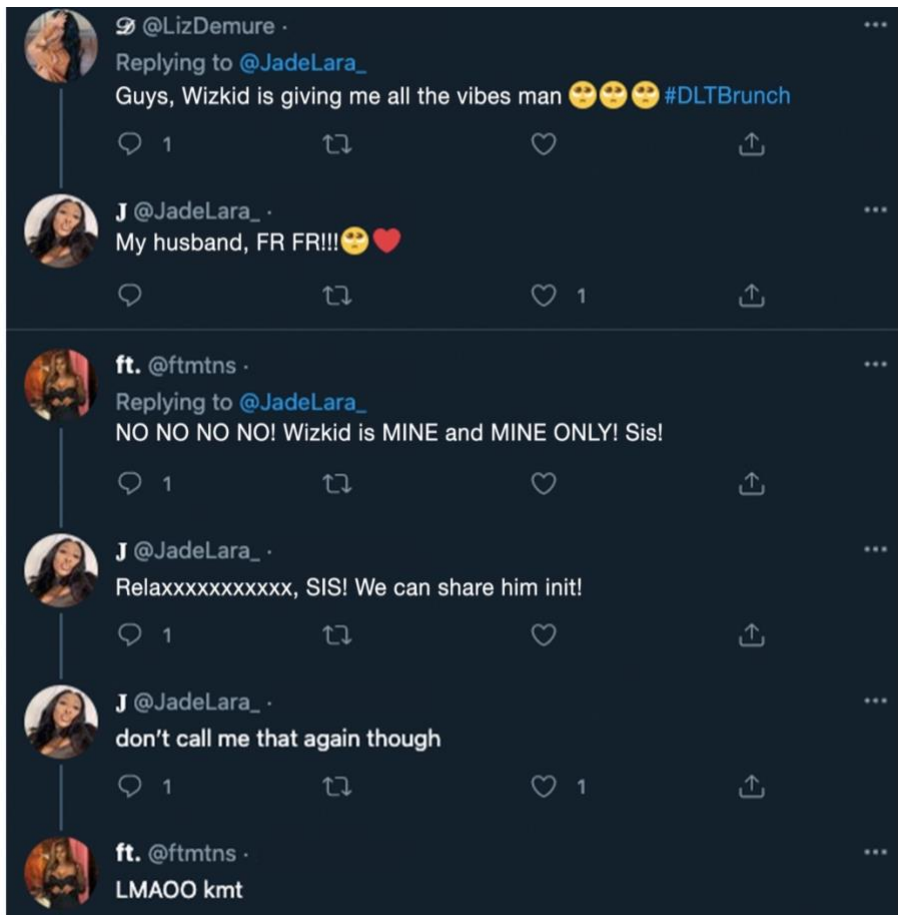 𝓓 @LizDemure ·
Replying to @JadeLara_
Guys, Wizkid is giving me all the vibes man 🥺🥺🥺 #DLTBrunch
1
J @JadeLara_ ·
My husband, FR FR!!!🥺❤️
1
ft. @ftmtns ·
Replying to @JadeLara_
NO NO NO NO! Wizkid is MINE and MINE ONLY! Sis!
1
J @JadeLara_ ·
Relaxxxxxxxxxxx, SIS! We can share him init!
1
J @JadeLara_ ·
don’t call me that again though
1 1
ft. @ftmtns ·
LMAOO kmt